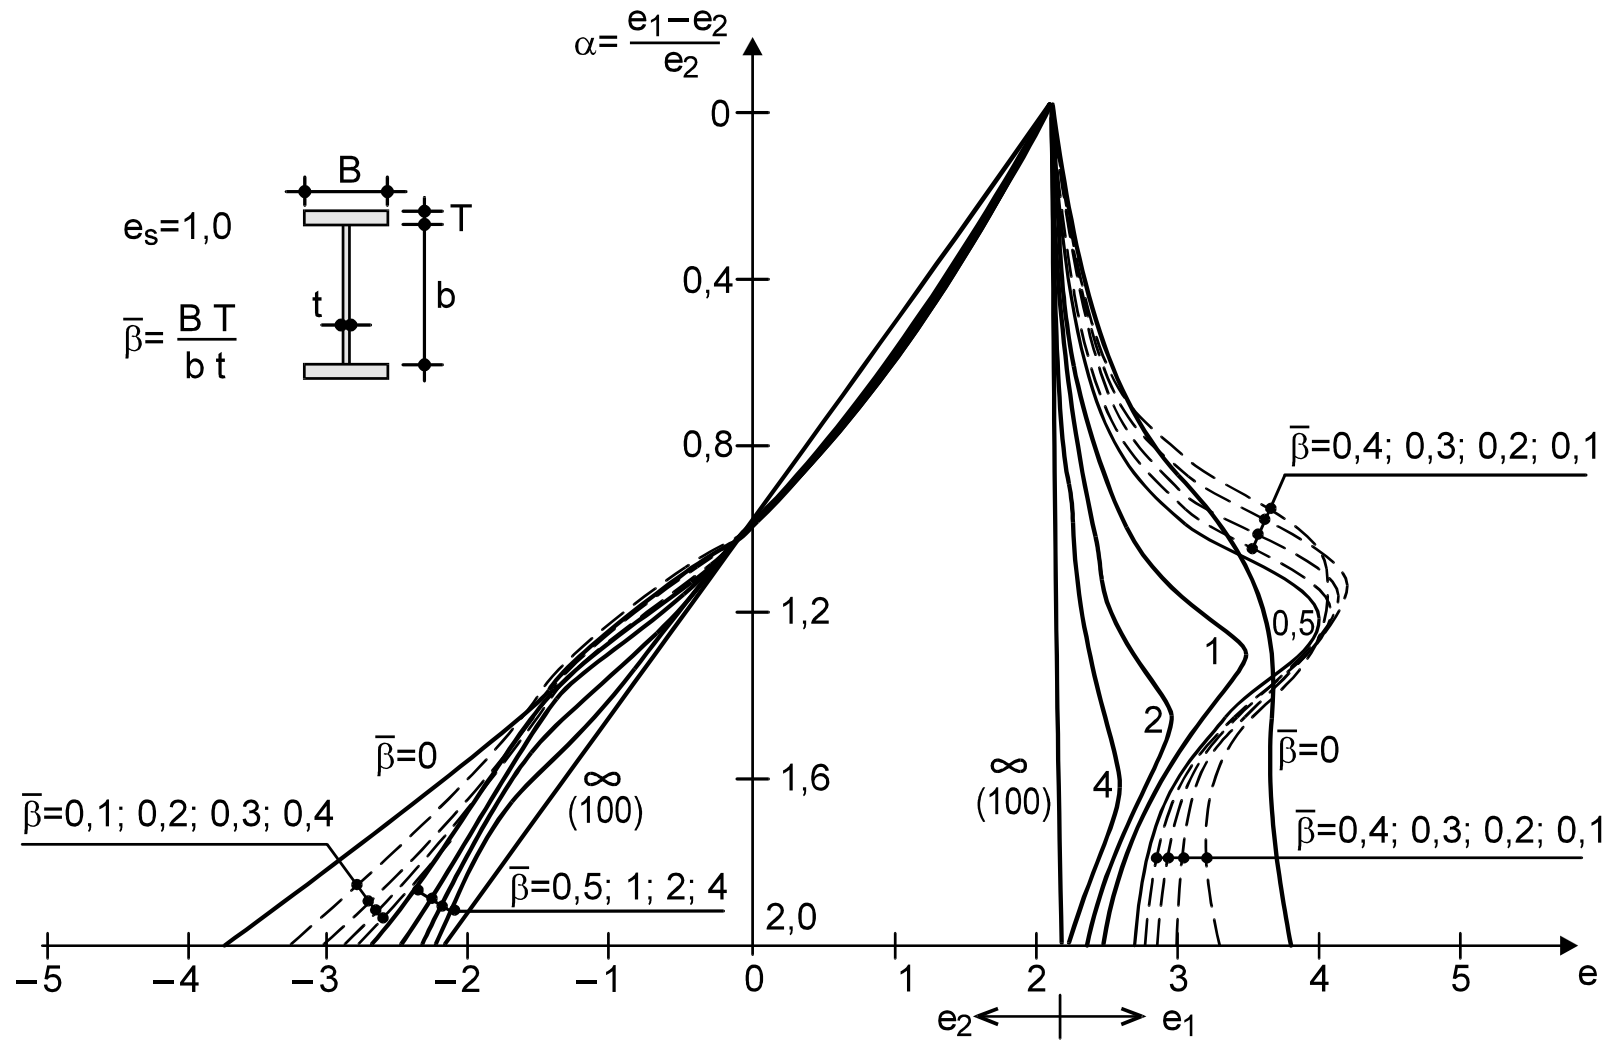 α= e₁−e₂
e₂
0
0,4
0,8
1,2
1,6
2,0
B
T
eₛ=1,0
b
t
β̅= B T
b t
β̅=0,4; 0,3; 0,2; 0,1
0,5
1
2
4
∞
(100)
β̅=0
β̅=0,4; 0,3; 0,2; 0,1
β̅=0
∞
(100)
β̅=0,1; 0,2; 0,3; 0,4
β̅=0,5; 1; 2; 4
−5 −4 −3 −2 −1 0 1 2 3 4 5 e
e₂ e₁